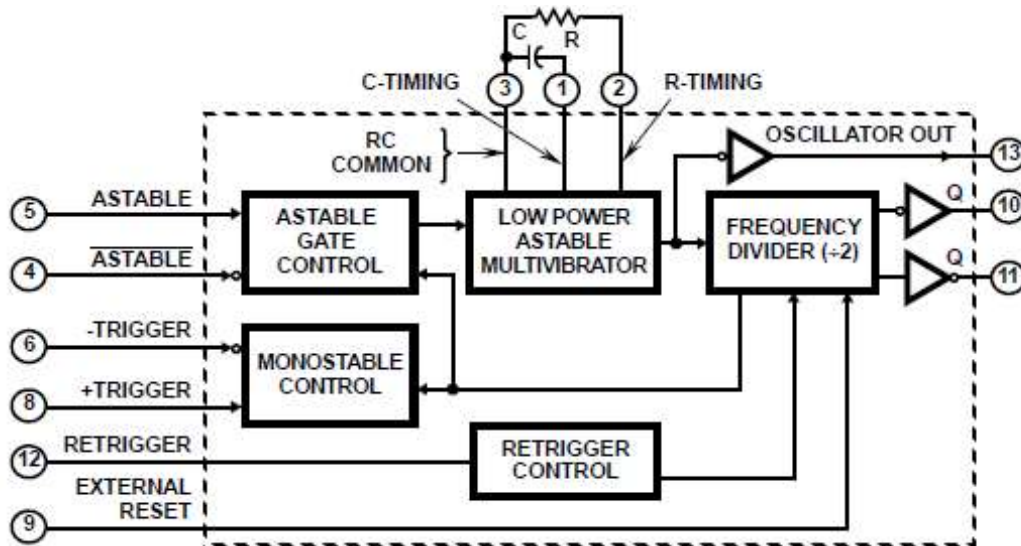 C
R
3
1
2
C-TIMING
R-TIMING
RC
COMMON
OSCILLATOR OUT
13
5
ASTABLE
ASTABLE
GATE
CONTROL
LOW POWER
ASTABLE
MULTIVIBRATOR
FREQUENCY
DIVIDER (÷2)
Q
10
4
ASTABLE
Q
11
6
-TRIGGER
MONOSTABLE
CONTROL
8
+TRIGGER
12
RETRIGGER
RETRIGGER
CONTROL
EXTERNAL
RESET
9